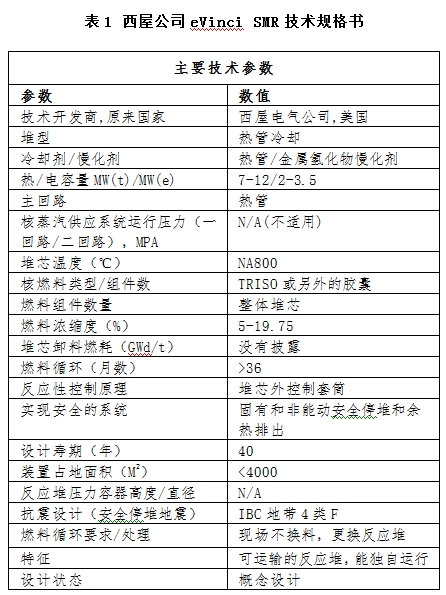 表1 西屋公司 eVinci SMR 技术规格书
主要技术参数
参数 数值
技术开发商,原来国家 西屋电气公司,美国
堆型 热管冷却
冷却剂/慢化剂 热管/金属氢化物慢化剂
热/电容量 MW(t)/MW(e) 7-12/2-3.5
主回路 热管
核蒸汽供应系统运行压力（一 N/A(不适用)
回路/二回路）, MPA
堆芯温度（℃） NA800
核燃料类型/组件数 TRISO 或另外的胶囊
燃料组件数量 整体堆芯
燃料浓缩度（%） 5-19.75
堆芯卸料燃耗（GWd/t） 没有披露
燃料循环（月数） >36
反应性控制原理 堆芯外控制套筒
实现安全的系统 固有和非能动安全停堆和余
热排出
设计寿期（年） 40
装置占地面积（M²） <4000
反应堆压力容器高度/直径 N/A
抗震设计（安全停堆地震） IBC 地带 4 类 F
燃料循环要求/处理 现场不换料，更换反应堆
特征 可运输的反应堆,能独自运行
设计状态 概念设计